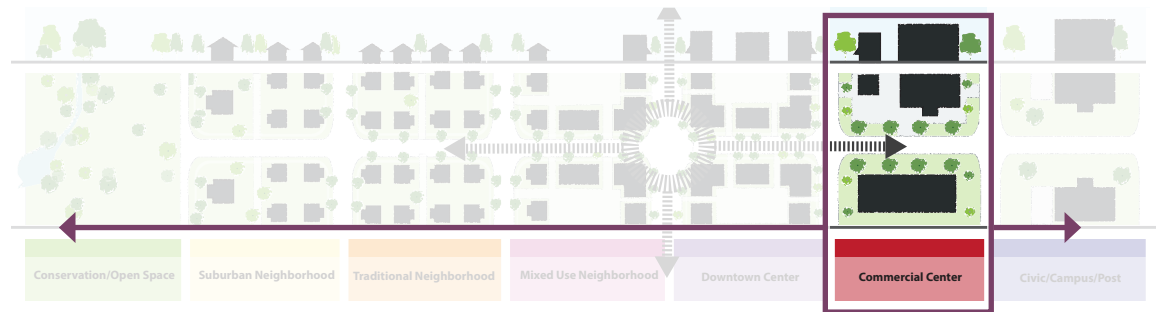 Conservation/Open Space
Suburban Neighborhood
Traditional Neighborhood
Mixed Use Neighborhood
Downtown Center
Commercial Center
Civic/Campus/Post